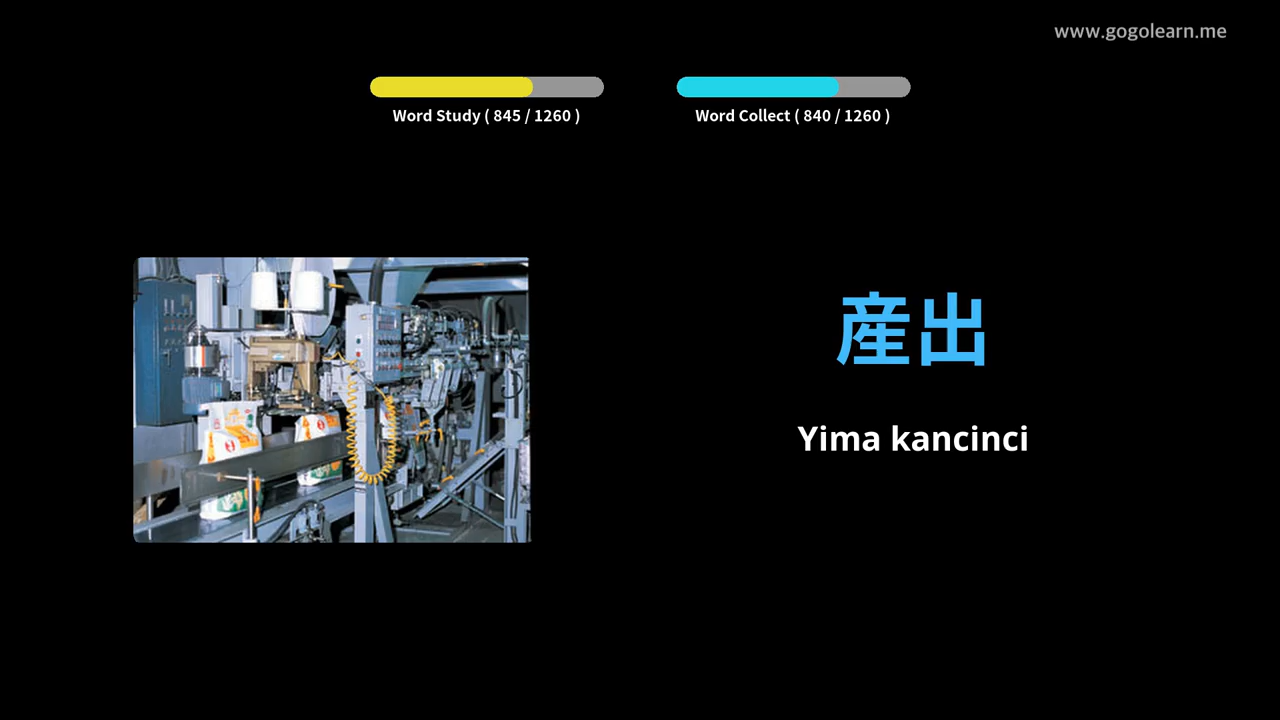 www.gogolearn.me
Word Study ( 845 / 1260 )
Word Collect ( 840 / 1260 )
産出
Yima kancinci